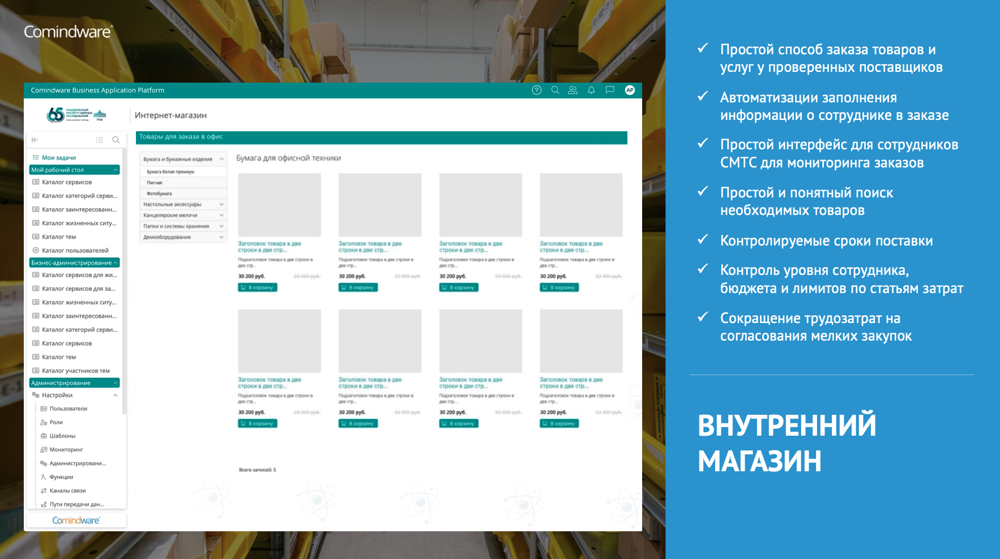 Comindware
Comindware Business Application Platform
AP
65
ОБЪЕДИНЕННЫЙ
ИНСТИТУТ ЯДЕРНЫХ
ИССЛЕДОВАНИЙ
1956
Интернет-магазин
Товары для заказа в офис
Мои задачи
Мой рабочий стол
Каталог сервисов
Каталог категорий серви...
Каталог заинтересованн...
Каталог жизненных ситу...
Каталог тем
Каталог пользователей
Бизнес-администрирование
Каталог сервисов для жи...
Каталог сервисов для за...
Каталог жизненных ситу...
Каталог заинтересованн...
Каталог категорий серви...
Каталог сервисов
Каталог тем
Каталог участников тем
Администрирование
Настройки
Пользователи
Роли
Шаблоны
Мониторинг
Администрировани...
Функции
Каналы связи
Пути передачи дан...
Comindware
Бумага и бумажные изделия
Бумага белая премиум
Писчая
Фотобумага
Настольные аксессуары
Канцелярские мелочи
Папки и системы хранения
Демооборудование
Бумага для офисной техники
Заголовок товара в две
строки в две стр...
Подзаголовок товара в две строки в
две стр...
30 200 руб. 33 900 руб.
В корзину
Заголовок товара в две
строки в две стр...
Подзаголовок товара в две строки в
две стр...
30 200 руб. 33 900 руб.
В корзину
Заголовок товара в две
строки в две стр...
Подзаголовок товара в две строки в
две стр...
30 200 руб. 33 900 руб.
В корзину
Заголовок товара в две
строки в две стр...
Подзаголовок товара в две строки в
две стр...
30 200 руб. 33 900 руб.
В корзину
Заголовок товара в две
строки в две стр...
Подзаголовок товара в две строки в
две стр...
30 200 руб. 33 900 руб.
В корзину
Заголовок товара в две
строки в две стр...
Подзаголовок товара в две строки в
две стр...
30 200 руб. 33 900 руб.
В корзину
Заголовок товара в две
строки в две стр...
Подзаголовок товара в две строки в
две стр...
30 200 руб. 33 900 руб.
В корзину
Заголовок товара в две
строки в две стр...
Подзаголовок товара в две строки в
две стр...
30 200 руб. 33 900 руб.
В корзину
Всего записей: 5
Простой способ заказа товаров и
услуг у проверенных поставщиков
Автоматизации заполнения
информации о сотруднике в заказе
Простой интерфейс для сотрудников
СМТС для мониторинга заказов
Простой и понятный поиск
необходимых товаров
Контролируемые сроки поставки
Контроль уровня сотрудника,
бюджета и лимитов по статьям затрат
Сокращение трудозатрат на
согласования мелких закупок
ВНУТРЕННИЙ
МАГАЗИН